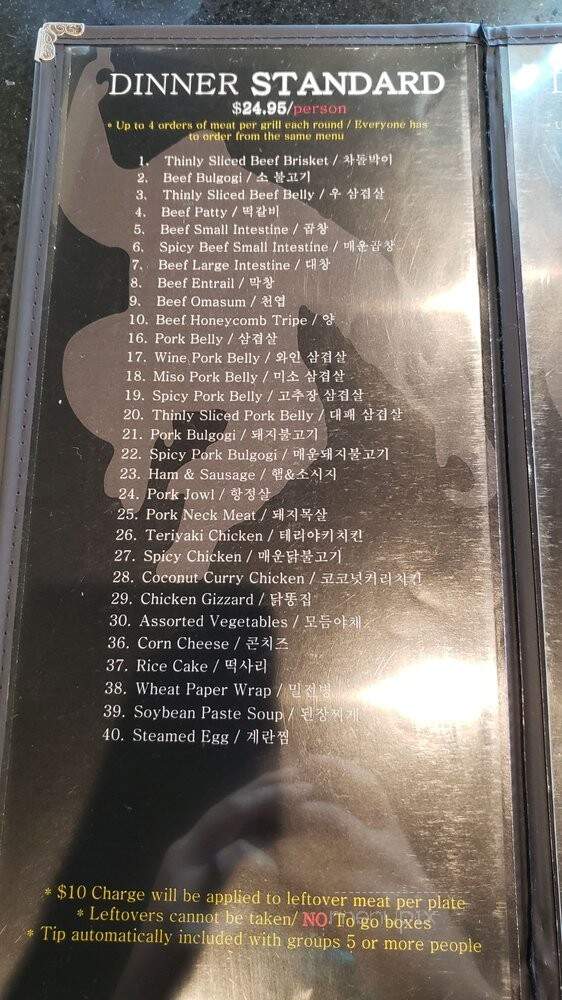 DINNER STANDARD
$24.95/person
* Up to 4 orders of meat per grill each round / Everyone has
to order from the same menu
1. Thinly Sliced Beef Brisket / 차돌박이
2. Beef Bulgogi / 소 불고기
3. Thinly Sliced Beef Belly / 우 삼겹살
4. Beef Patty / 떡갈비
5. Beef Small Intestine / 곱창
6. Spicy Beef Small Intestine / 매운곱창
7. Beef Large Intestine / 대창
8. Beef Entrail / 막창
9. Beef Omasum / 천엽
10. Beef Honeycomb Tripe / 양
16. Pork Belly / 삼겹살
17. Wine Pork Belly / 와인 삼겹살
18. Miso Pork Belly / 미소 삼겹살
19. Spicy Pork Belly / 고추장 삼겹살
20. Thinly Sliced Pork Belly / 대패 삼겹살
21. Pork Bulgogi / 돼지불고기
22. Spicy Pork Bulgogi / 매운돼지불고기
23. Ham & Sausage / 햄&소시지
24. Pork Jowl / 항정살
25. Pork Neck Meat / 돼지목살
26. Teriyaki Chicken / 테리야키치킨
27. Spicy Chicken / 매운닭불고기
28. Coconut Curry Chicken / 코코넛커리치킨
29. Chicken Gizzard / 닭똥집
30. Assorted Vegetables / 모듬야채
36. Corn Cheese / 콘치즈
37. Rice Cake / 떡사리
38. Wheat Paper Wrap / 밀전병
39. Soybean Paste Soup / 된장찌개
40. Steamed Egg / 계란찜
* $10 Charge will be applied to leftover meat per plate
* Leftovers cannot be taken/ NO To go boxes
* Tip automatically included with groups 5 or more people
menupix